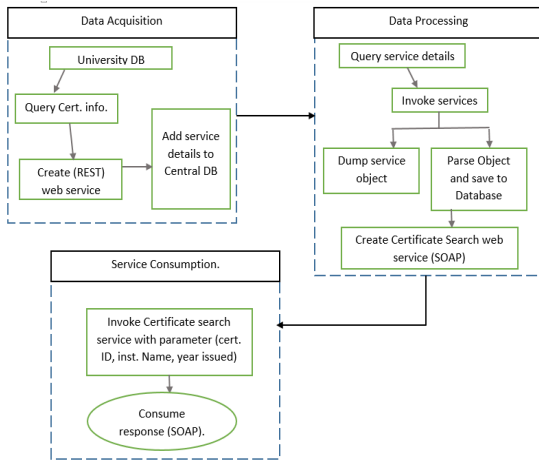 Data Acquisition
University DB
Query Cert. info.
Create (REST)
web service
Add service
details to
Central DB
Data Processing
Query service details
Invoke services
Dump service
object
Parse Object
and save to
Database
Create Certificate Search web
service (SOAP)
Service Consumption.
Invoke Certificate search
service with parameter (cert.
ID, inst. Name, year issued)
Consume
response (SOAP).